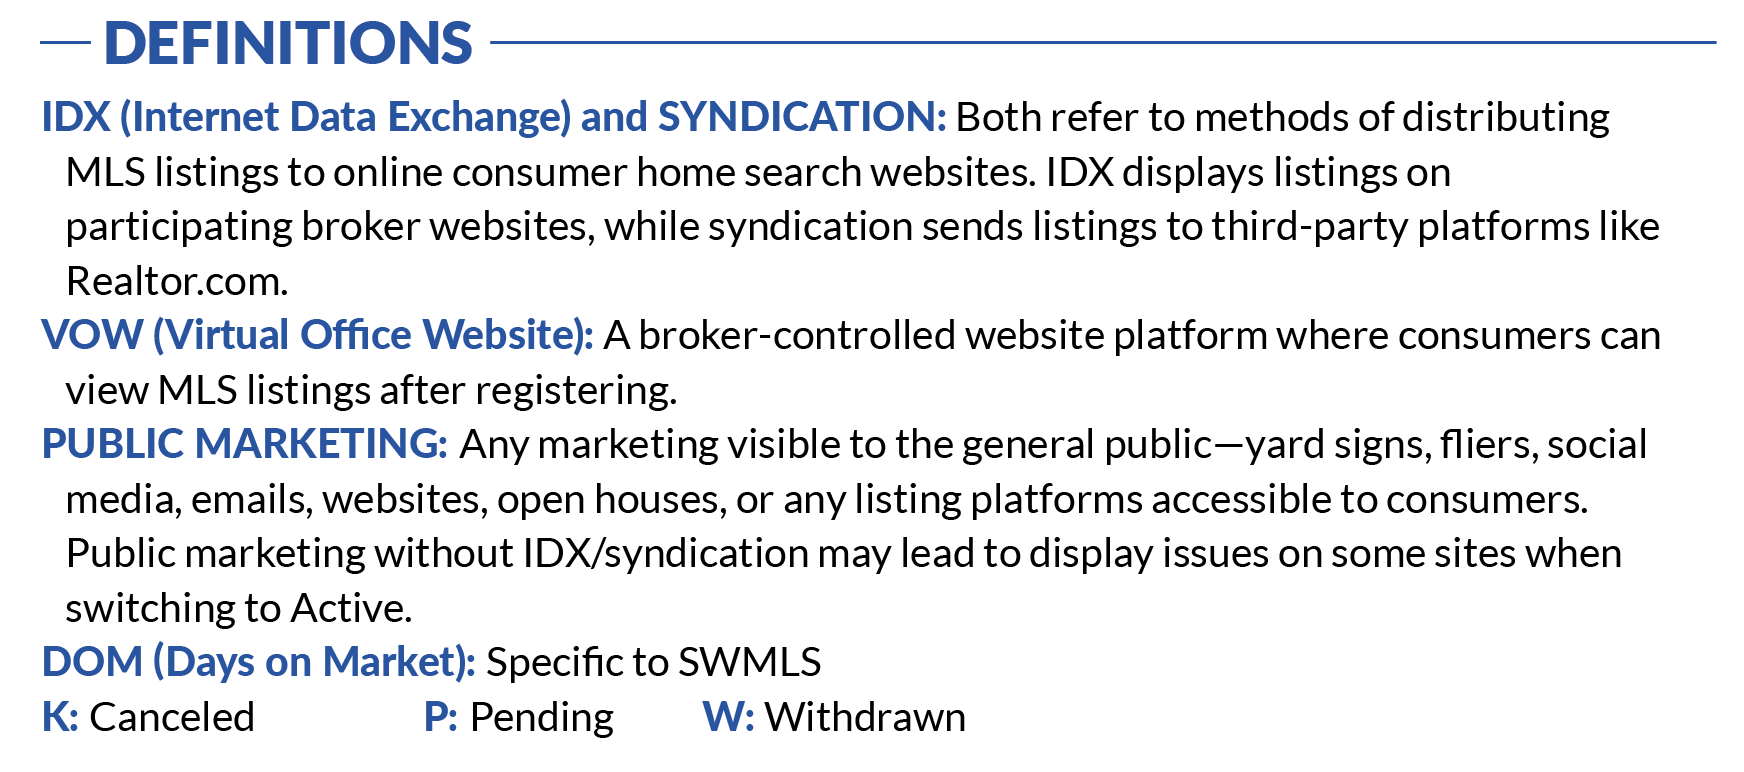 DEFINITIONS
IDX (Internet Data Exchange) and SYNDICATION: Both refer to methods of distributing
MLS listings to online consumer home search websites. IDX displays listings on
participating broker websites, while syndication sends listings to third-party platforms like
Realtor.com.
VOW (Virtual Office Website): A broker-controlled website platform where consumers can
view MLS listings after registering.
PUBLIC MARKETING: Any marketing visible to the general public—yard signs, fliers, social
media, emails, websites, open houses, or any listing platforms accessible to consumers.
Public marketing without IDX/syndication may lead to display issues on some sites when
switching to Active.
DOM (Days on Market): Specific to SWMLS
K: Canceled P: Pending W: Withdrawn